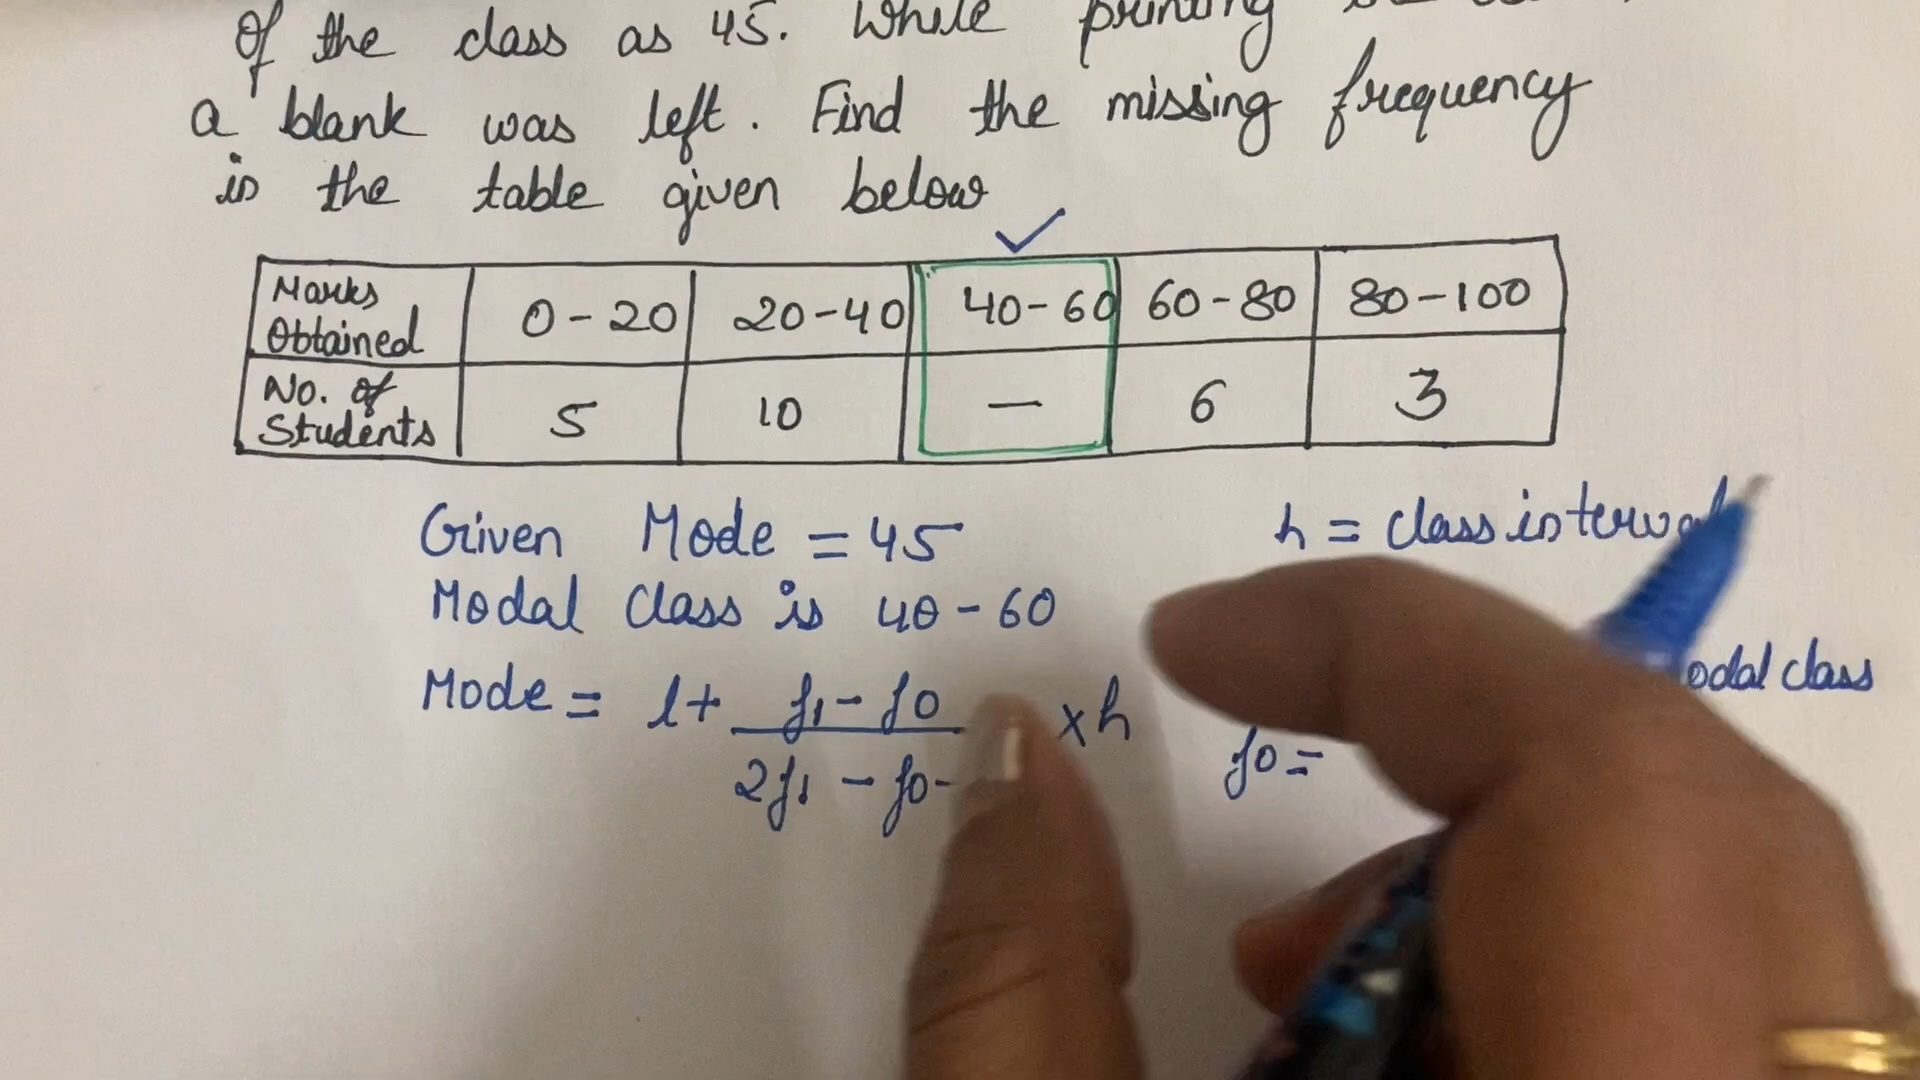 Of the class as 45. While printing
a blank was left. Find the missing frequency
is the table given below
Marks Obtained 0-20 20-40 40-60 60-80 80-100
No. of Students 5 10 — 6 3
Given Mode = 45
h = class interval
Modal Class is 40-60
odal class
Mode = l + f1 - f0 / 2f1 - f0 - × h
f0 =